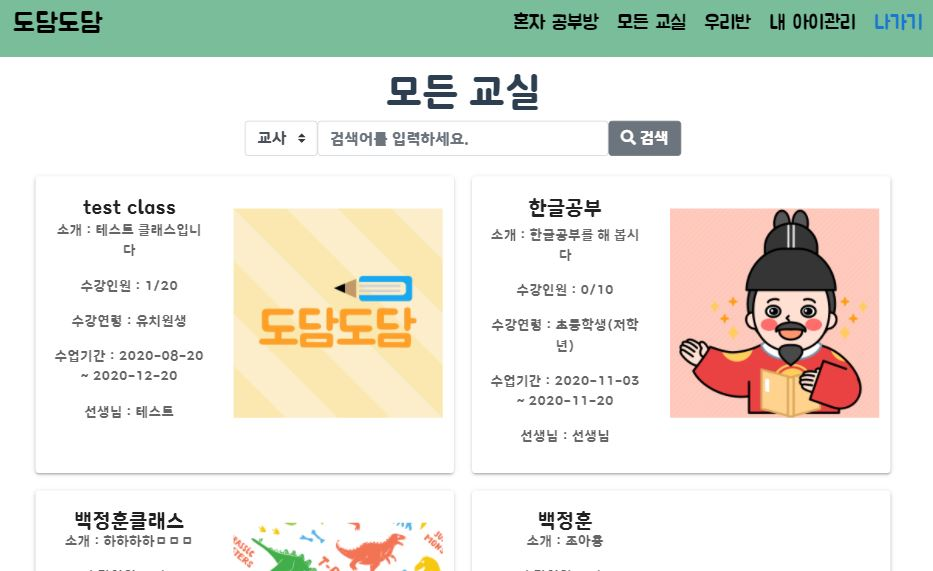 도담도담
혼자 공부방 모든 교실 우리반 내 아이관리 나가기
모든 교실
교사 검색어를 입력하세요. 검색
test class
소개 : 테스트 클래스입니
다
수강인원 : 1/20
수강연령 : 유치원생
수업기간 : 2020-08-20
~ 2020-12-20
선생님 : 테스트
도담도담
한글공부
소개 : 한글공부를 해 봅시
다
수강인원 : 0/10
수강연령 : 초등학생(저학
년)
수업기간 : 2020-11-03
~ 2020-11-20
선생님 : 선생님
백정훈클래스
소개 : 하하하하ㅁㅁㅁ
백정훈
소개 : 조아용